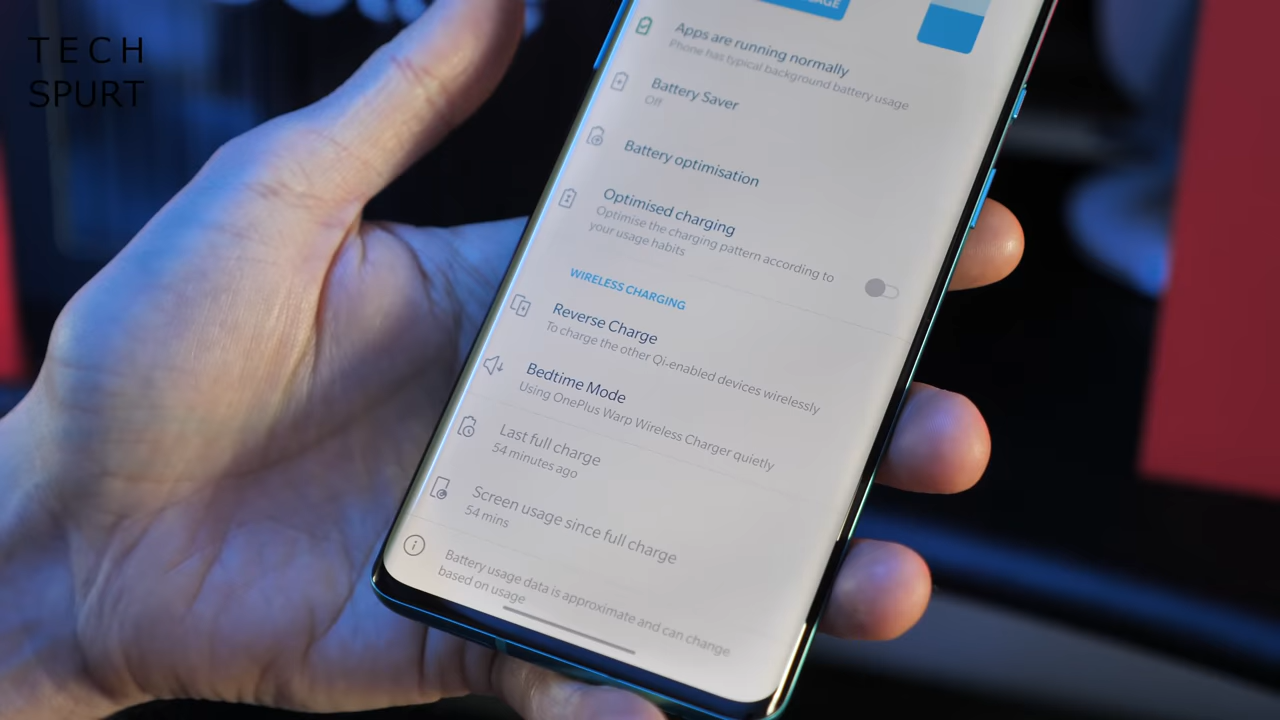 TECH
SPURT
Apps are running normally
Phone has typical background battery usage
Battery Saver
Off
Battery optimisation
Optimised charging
Optimise the charging pattern according to
your usage habits
WIRELESS CHARGING
Reverse Charge
To charge the other Qi-enabled devices wirelessly
Bedtime Mode
Using OnePlus Warp Wireless Charger quietly
Last full charge
54 minutes ago
Screen usage since full charge
54 mins
Battery usage data is approximate and can change
based on usage